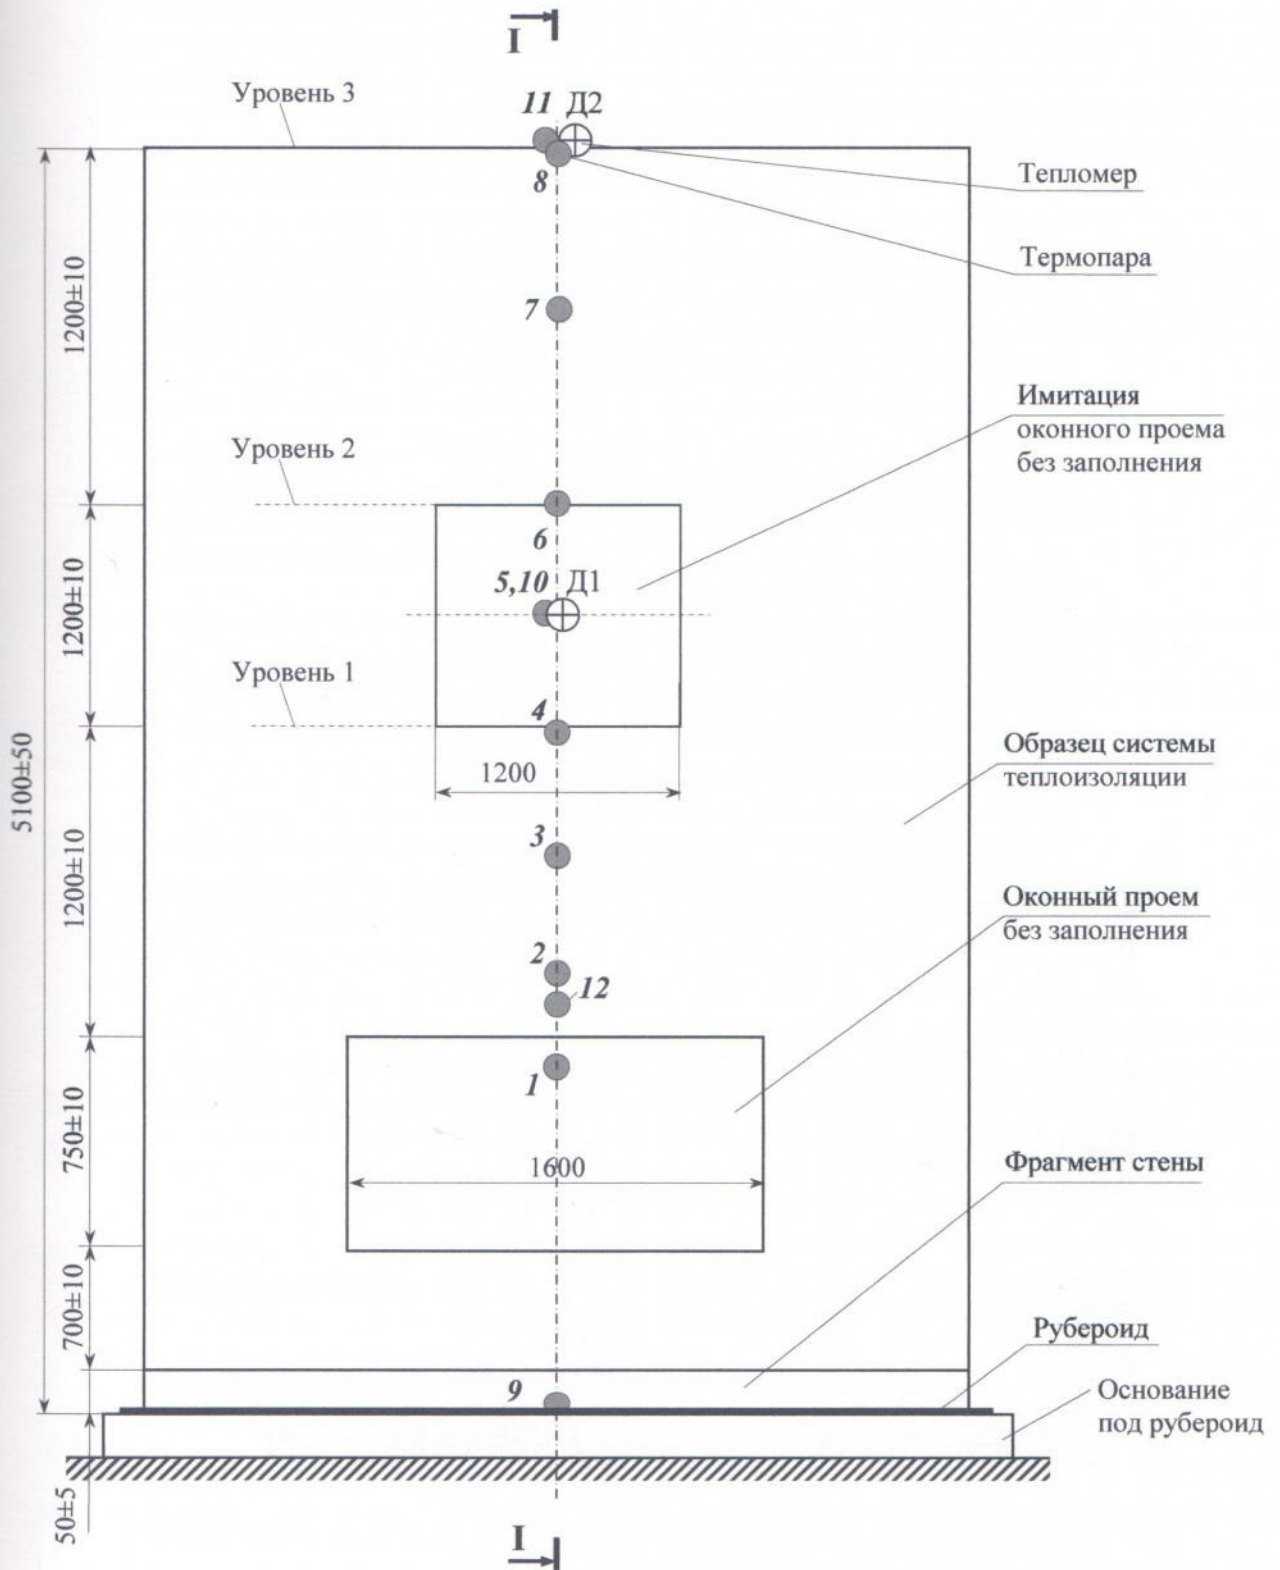 I
Уровень 3
11 Д2
8
Тепломер
Термопара
7
1200±10
Имитация
оконного проема
без заполнения
Уровень 2
6
5,10 Д1
1200±10
Уровень 1
4
1200
5100±50
Образец системы
теплоизоляции
3
1200±10
Оконный проем
без заполнения
2
12
1
750±10
1600
Фрагмент стены
700±10
Рубероид
9
Основание
под рубероид
50±5
I